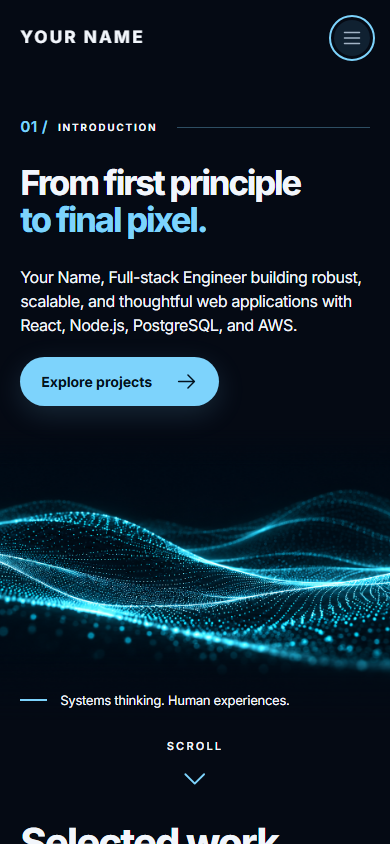 YOUR NAME
01 / INTRODUCTION
From first principle
to final pixel.
Your Name, Full-stack Engineer building robust,
scalable, and thoughtful web applications with
React, Node.js, PostgreSQL, and AWS.
Explore projects
Systems thinking. Human experiences.
SCROLL
Selected work